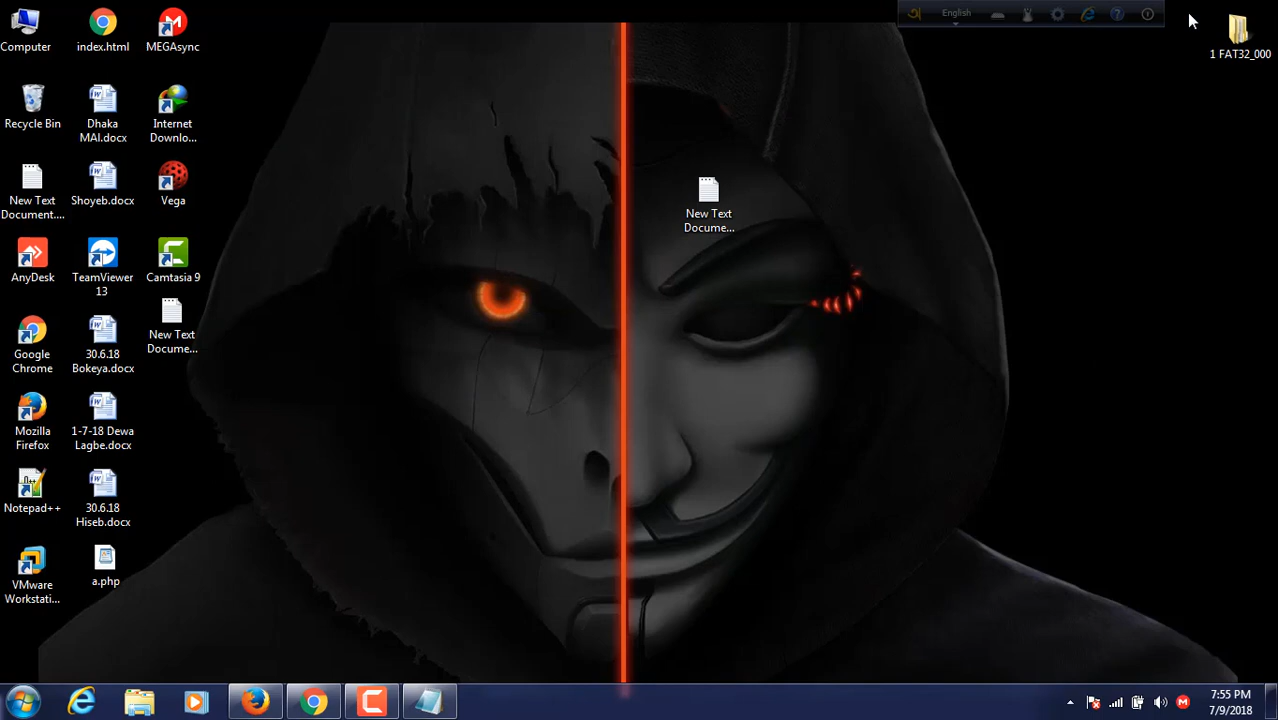 English
Computer
index.html
MEGAsync
1 FAT32_000
Recycle Bin
Dhaka
MAI.docx
Internet
Downlo...
New Text
Document....
Shoyeb.docx
Vega
New Text
Docume...
AnyDesk
TeamViewer
13
Camtasia 9
New Text
Docume...
Google
Chrome
30.6.18
Bokeya.docx
Mozilla
Firefox
1-7-18 Dewa
Lagbe.docx
Notepad++
30.6.18
Hiseb.docx
VMware
Workstati...
a.php
7:55 PM
7/9/2018